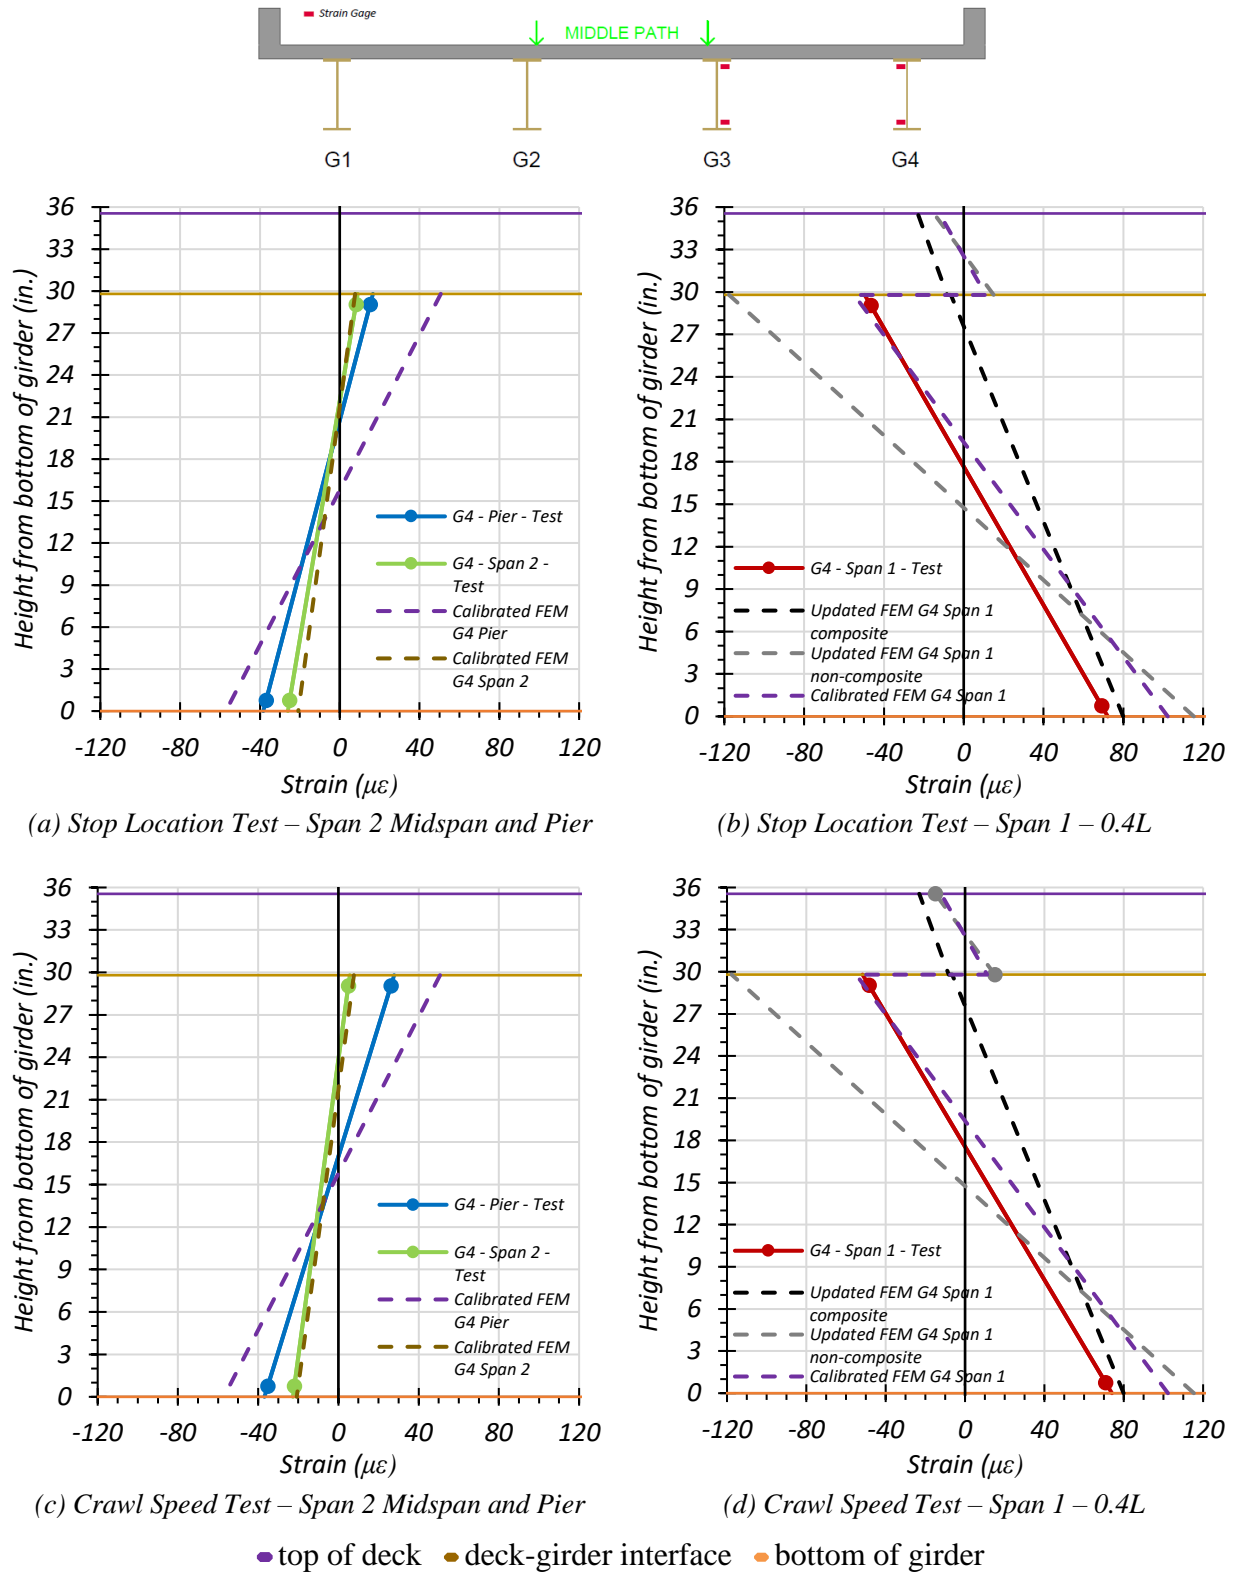 Strain Gage
MIDDLE PATH
G1 G2 G3 G4
Height from bottom of girder (in.)
36
33
30
27
24
21
18
15
12
9
6
3
0
-120 -80 -40 0 40 80 120
Strain (με)
G4 - Pier - Test
G4 - Span 2 -
Test
Calibrated FEM
G4 Pier
Calibrated FEM
G4 Span 2
(a) Stop Location Test – Span 2 Midspan and Pier
Height from bottom of girder (in.)
36
33
30
27
24
21
18
15
12
9
6
3
0
-120 -80 -40 0 40 80 120
Strain (με)
G4 - Span 1 - Test
Updated FEM G4 Span 1
composite
Updated FEM G4 Span 1
non-composite
Calibrated FEM G4 Span 1
(b) Stop Location Test – Span 1 – 0.4L
Height from bottom of girder (in.)
36
33
30
27
24
21
18
15
12
9
6
3
0
-120 -80 -40 0 40 80 120
Strain (με)
G4 - Pier - Test
G4 - Span 2 -
Test
Calibrated FEM
G4 Pier
Calibrated FEM
G4 Span 2
(c) Crawl Speed Test – Span 2 Midspan and Pier
Height from bottom of girder (in.)
36
33
30
27
24
21
18
15
12
9
6
3
0
-120 -80 -40 0 40 80 120
Strain (με)
G4 - Span 1 - Test
Updated FEM G4 Span 1
composite
Updated FEM G4 Span 1
non-composite
Calibrated FEM G4 Span 1
(d) Crawl Speed Test – Span 1 – 0.4L
top of deck deck-girder interface bottom of girder